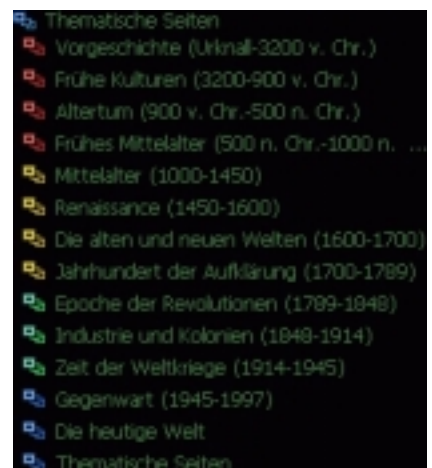 Thematische Seiten
Vorgeschichte (Urknall-3200 v. Chr.)
Frühe Kulturen (3200-900 v. Chr.)
Altertum (900 v. Chr.-500 n. Chr.)
Frühes Mittelalter (500 n. Chr.-1000 n. ...
Mittelalter (1000-1450)
Renaissance (1450-1600)
Die alten und neuen Welten (1600-1700)
Jahrhundert der Aufklärung (1700-1789)
Epoche der Revolutionen (1789-1848)
Industrie und Kolonien (1848-1914)
Zeit der Weltkriege (1914-1945)
Gegenwart (1945-1997)
Die heutige Welt
Thematische Seiten